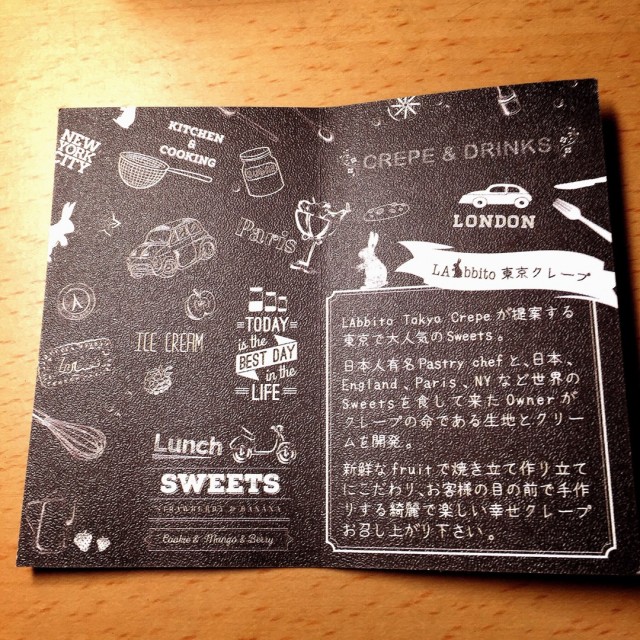 NEW
YORK
CITY
KITCHEN
&
COOKING
Paris
ICE CREAM
TODAY
is the
BEST DAY
in the
LIFE
Lunch
SWEETS
STRAWBERRY & BANANA
Cookie & Mango & Berry
CREPE & DRINKS
LONDON
LAbbito 東京クレープ
LAbbito Tokyo Crepeが提案する
東京で大人気のSweets。
日本人有名Pastry chefと、日本、
England、Paris、NYなど世界の
Sweetsを食して来たOwnerが
クレープの命である生地とクリー
ムを開発。
新鮮なfruitで焼き立て作り立て
にこだわり、お客様の目の前で手作
りする綺麗で楽しい幸せクレープ
お召し上がり下さい。